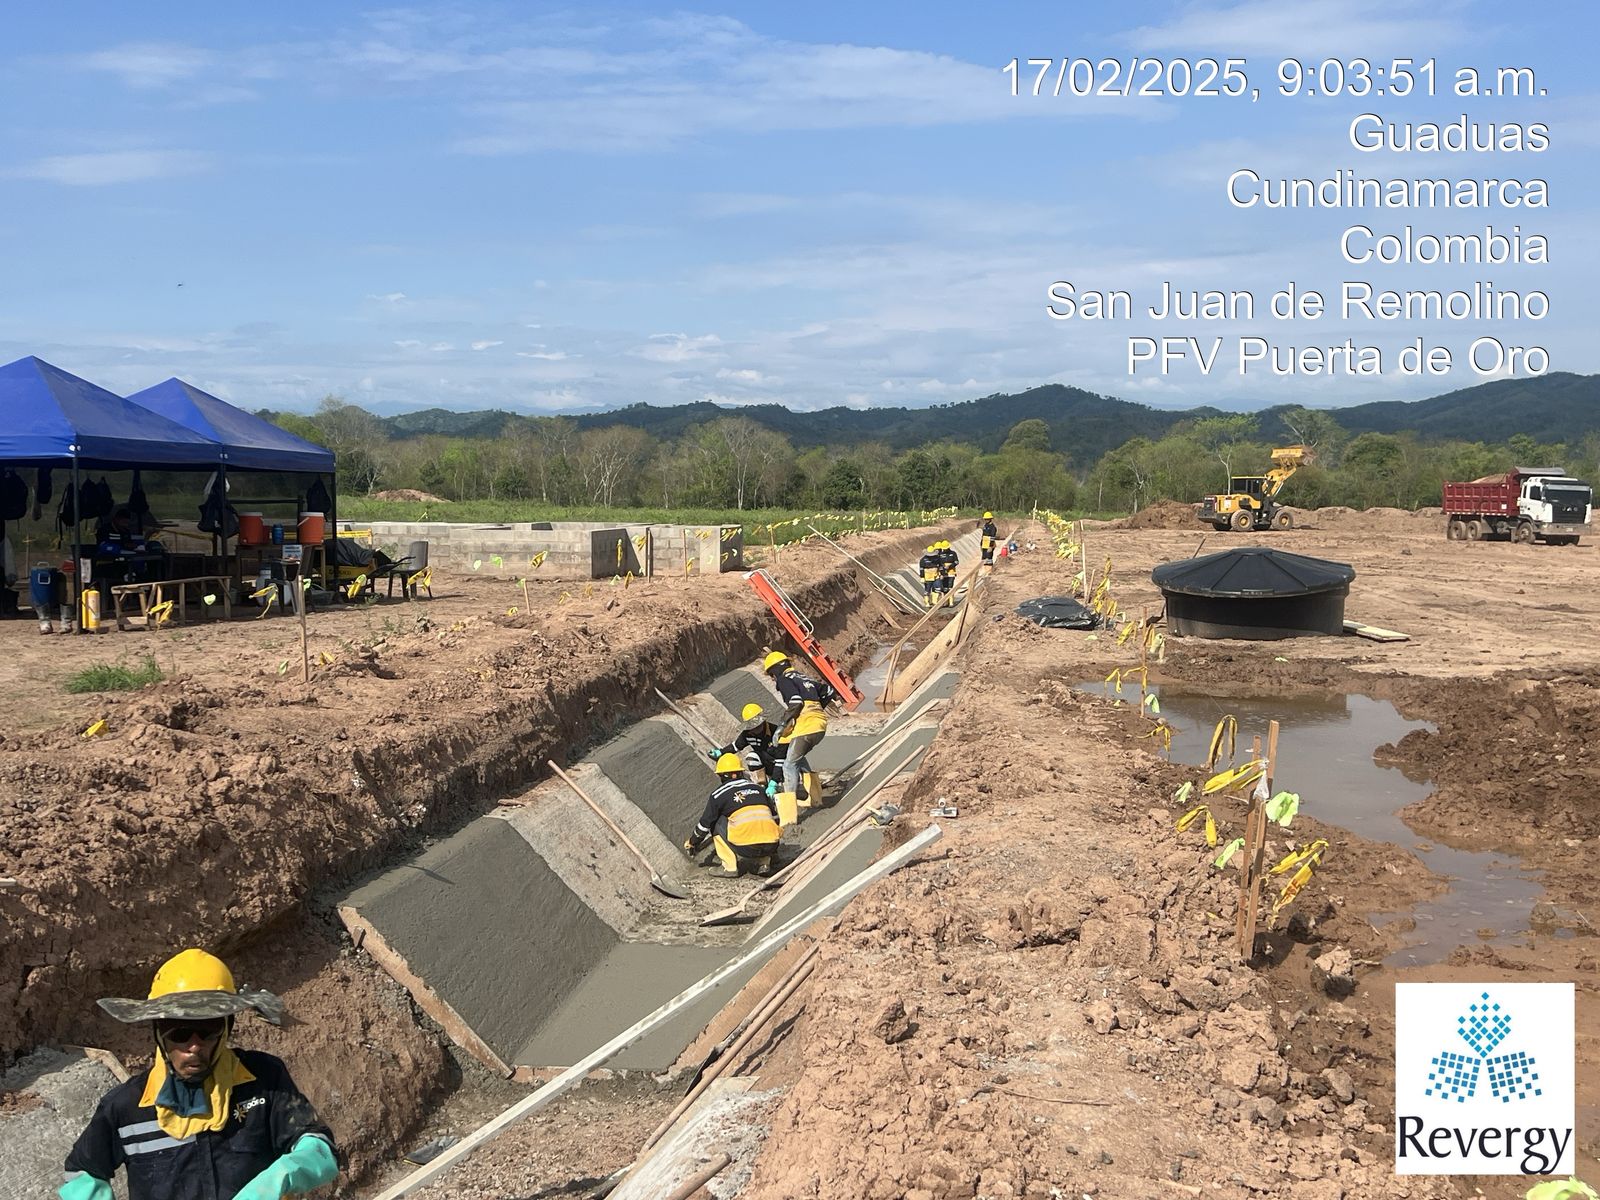 17/02/2025, 9:03:51 a.m.
Guaduas
Cundinamarca
Colombia
San Juan de Remolino
PFV Puerta de Oro
Revergy